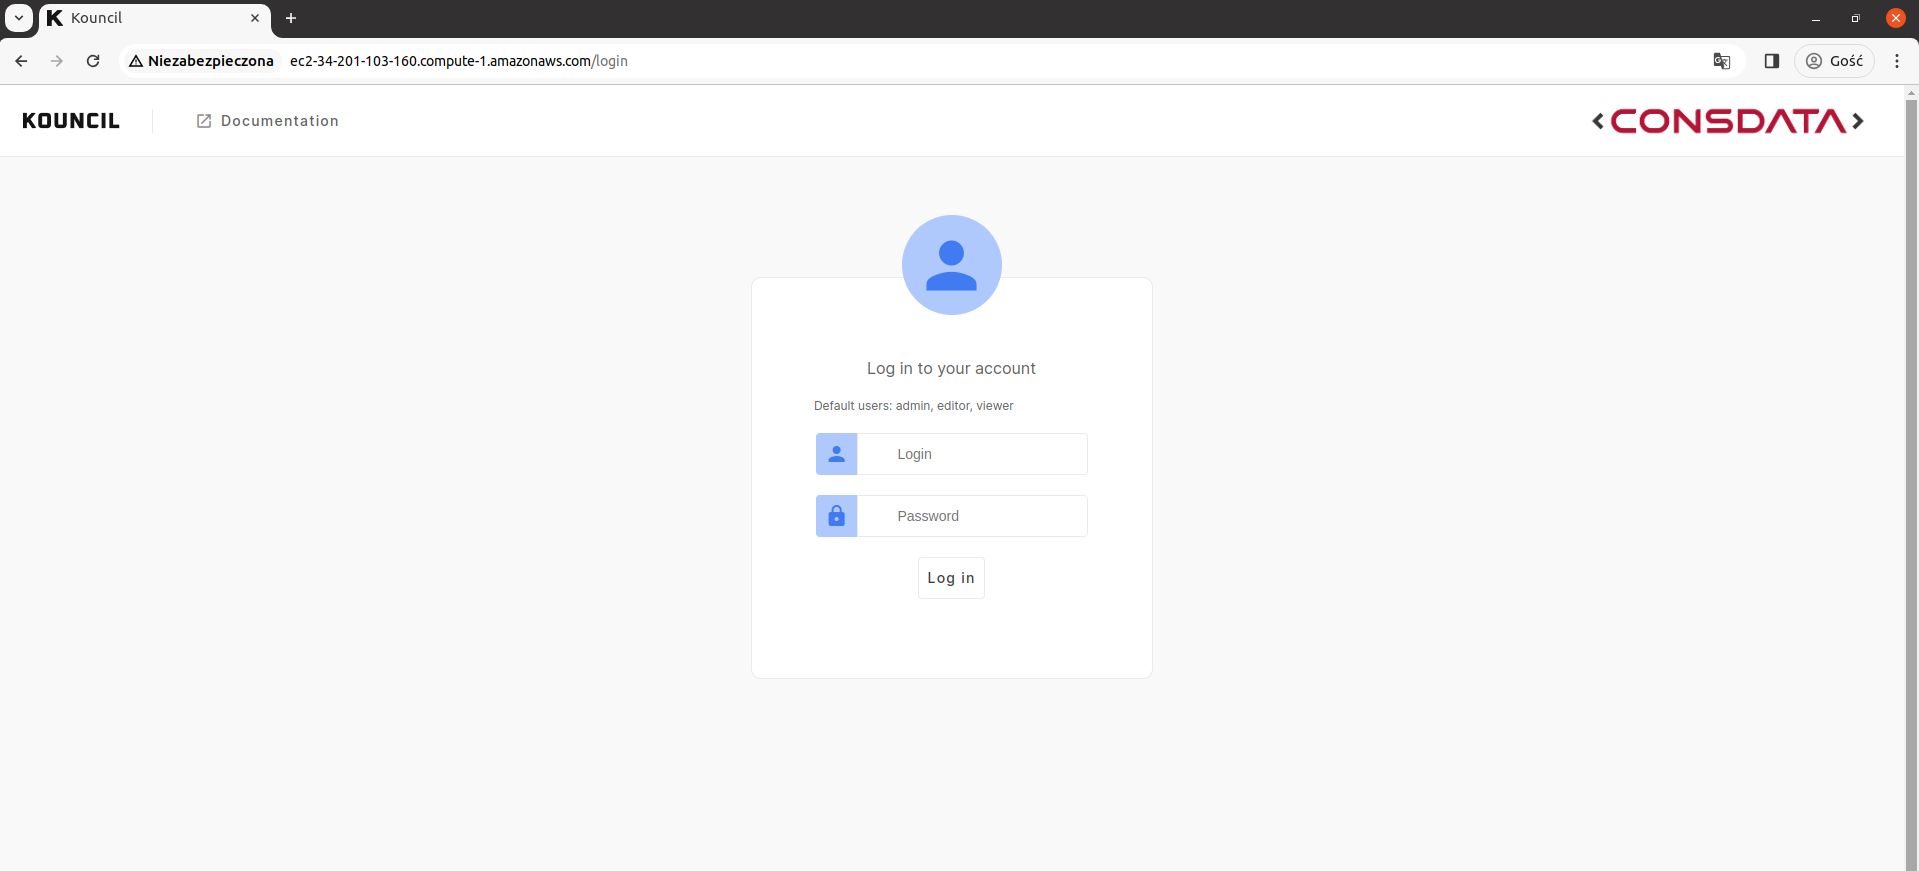 Kouncil
Niezabezpieczona ec2-34-201-103-160.compute-1.amazonaws.com/login Gość
KOUNCIL Documentation CONSDATA
Log in to your account
Default users: admin, editor, viewer
Login
Password
Log in